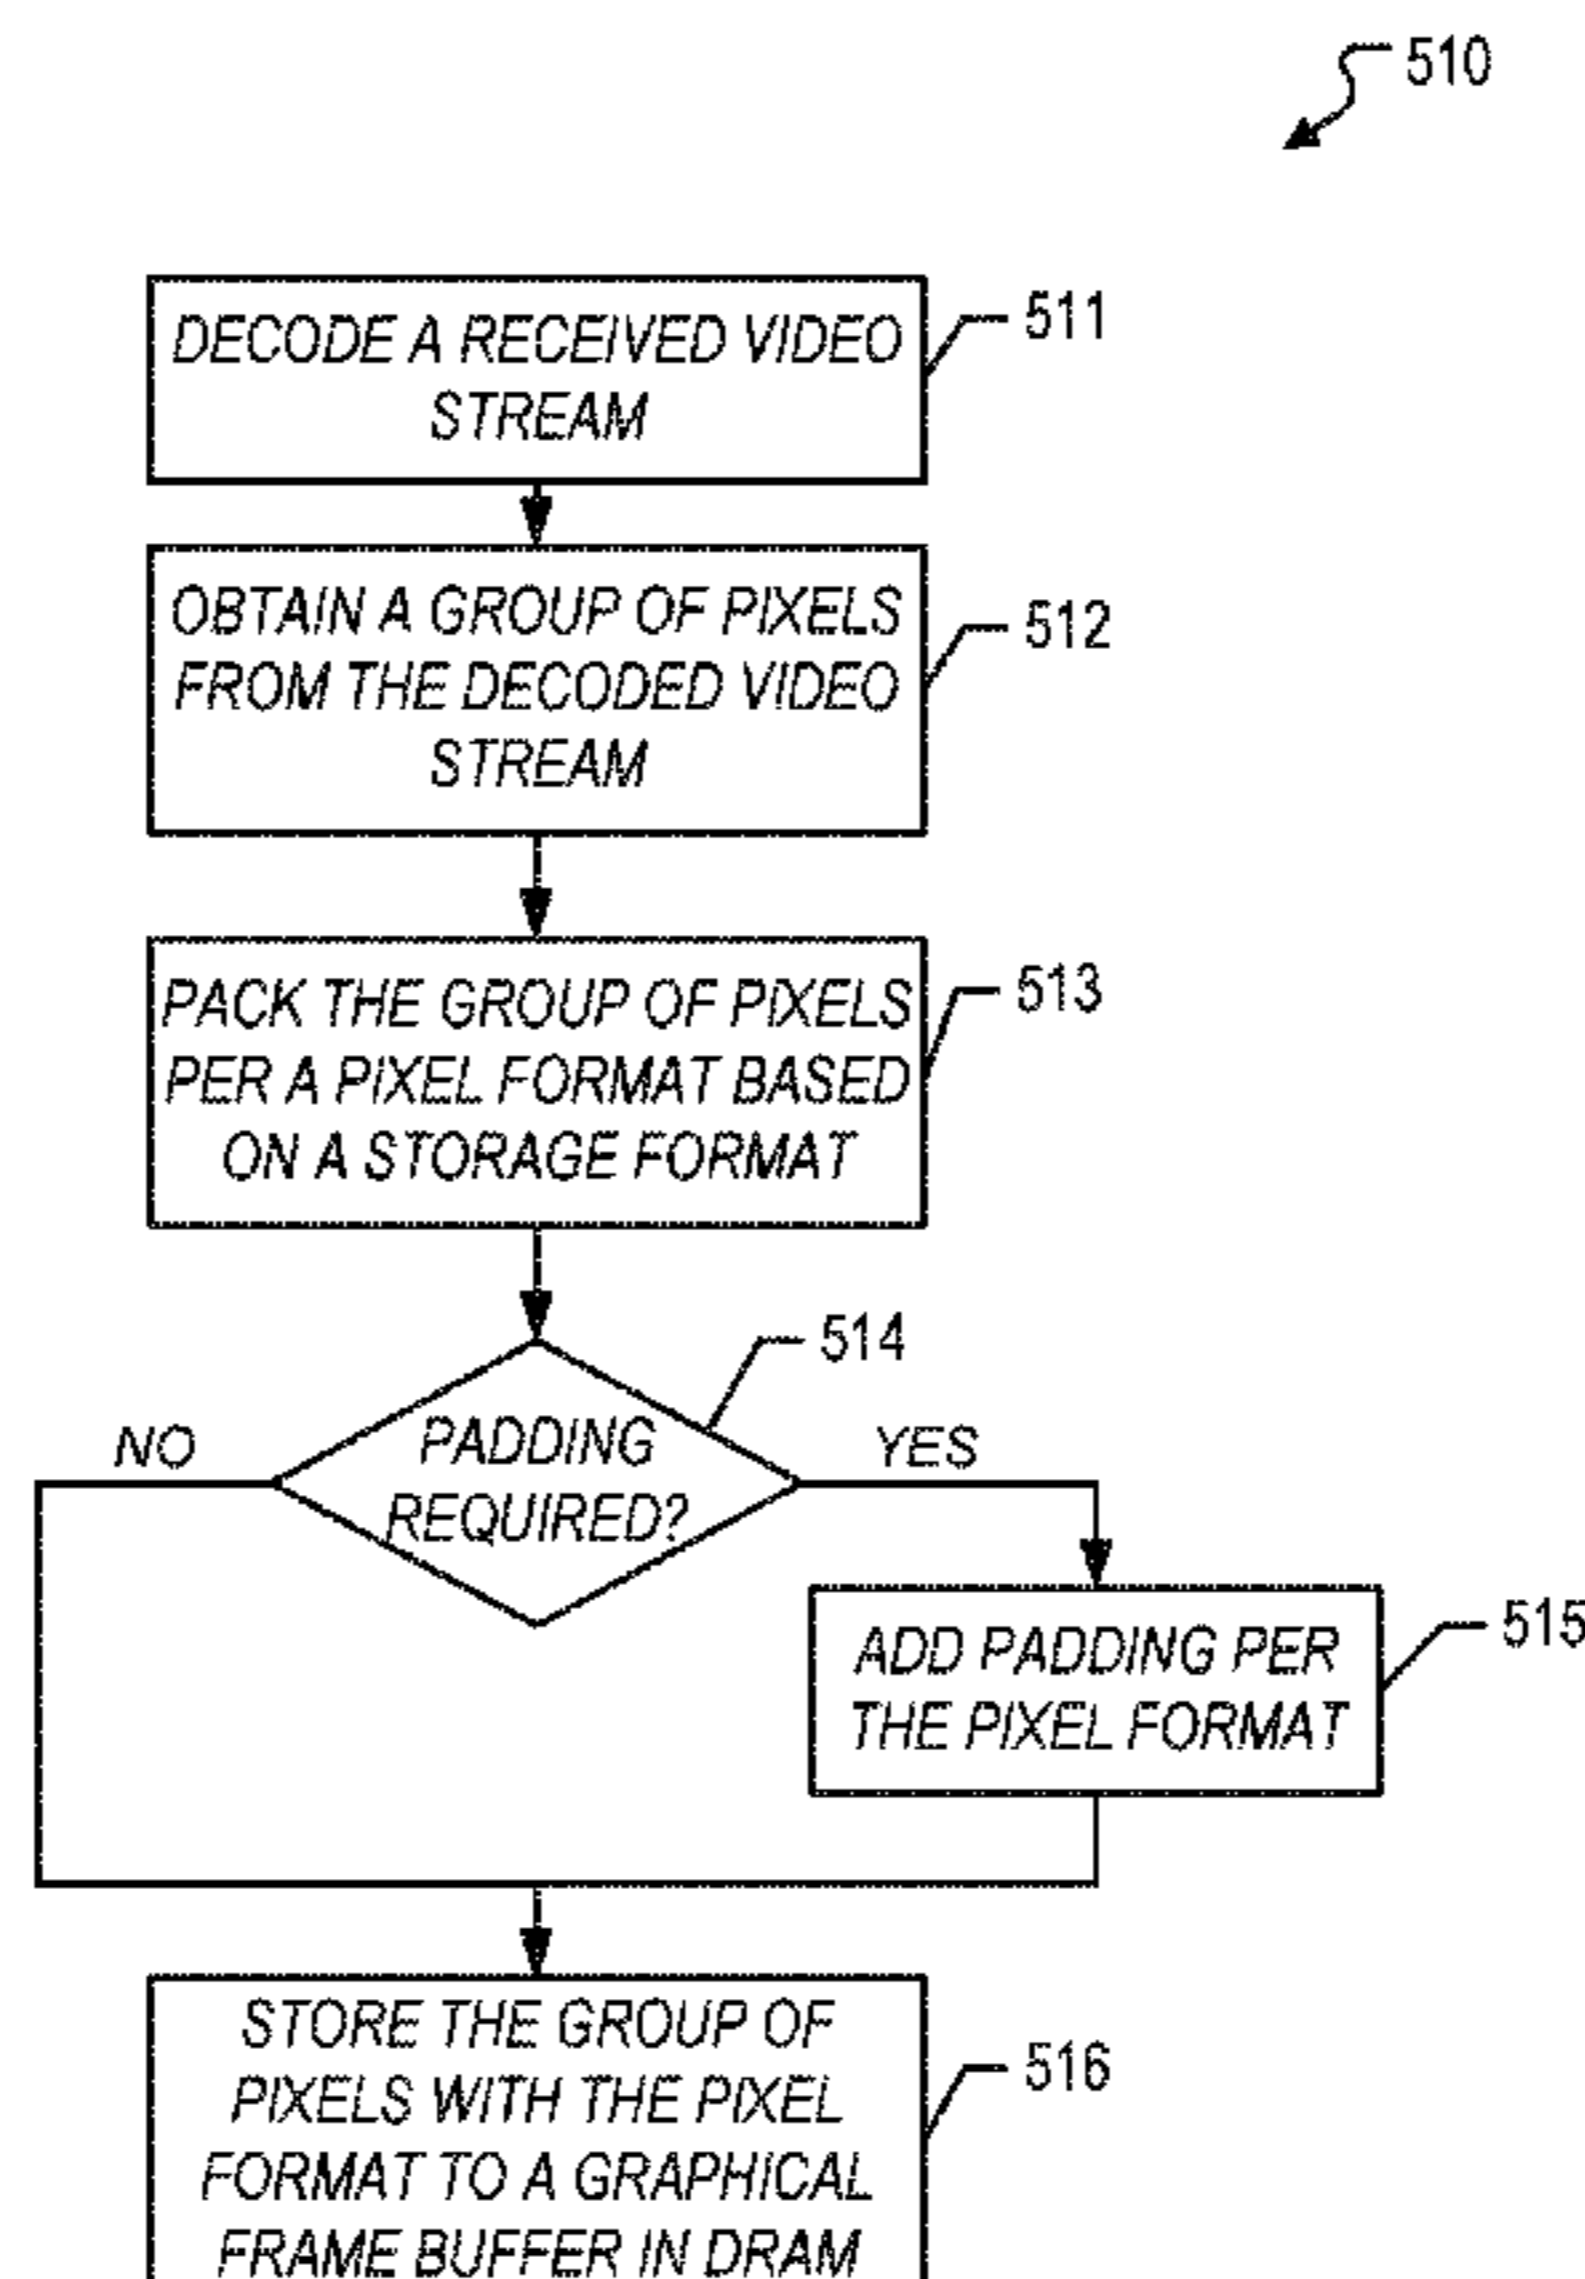 510
DECODE A RECEIVED VIDEO
STREAM
511
OBTAIN A GROUP OF PIXELS
FROM THE DECODED VIDEO
STREAM
512
PACK THE GROUP OF PIXELS
PER A PIXEL FORMAT BASED
ON A STORAGE FORMAT
513
514
PADDING
REQUIRED?
NO
YES
ADD PADDING PER
THE PIXEL FORMAT
515
STORE THE GROUP OF
PIXELS WITH THE PIXEL
FORMAT TO A GRAPHICAL
FRAME BUFFER IN DRAM
516